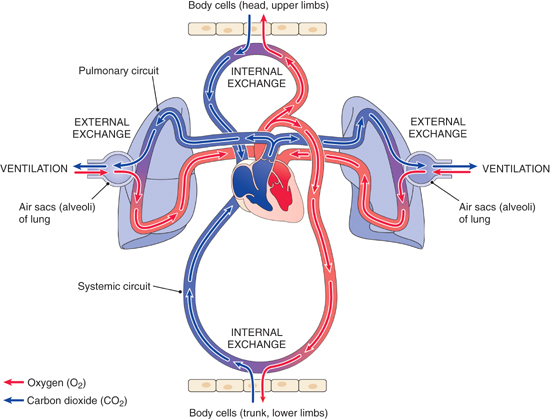 Body cells (head, upper limbs)
INTERNAL
EXCHANGE
Pulmonary circuit
EXTERNAL
EXCHANGE
EXTERNAL
EXCHANGE
VENTILATION
VENTILATION
Air sacs (alveoli)
of lung
Air sacs (alveoli)
of lung
Systemic circuit
INTERNAL
EXCHANGE
Oxygen (O₂)
Carbon dioxide (CO₂)
Body cells (trunk, lower limbs)